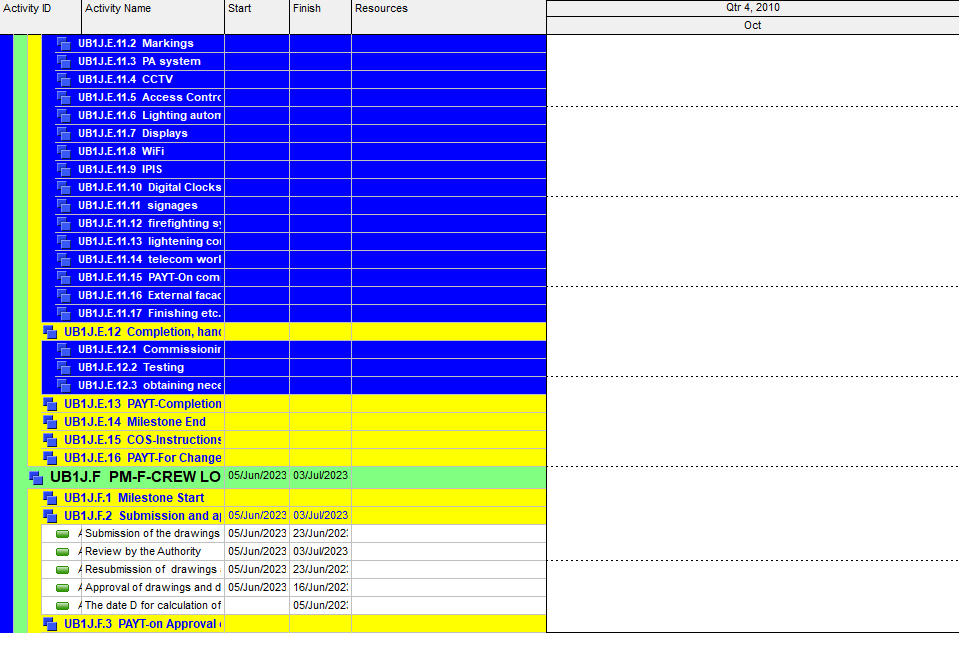 Activity ID Activity Name Start Finish Resources Qtr 4, 2010
Oct
UB1J.E.11.2 Markings
UB1J.E.11.3 PA system
UB1J.E.11.4 CCTV
UB1J.E.11.5 Access Contro
UB1J.E.11.6 Lighting autom
UB1J.E.11.7 Displays
UB1J.E.11.8 WiFi
UB1J.E.11.9 IPIS
UB1J.E.11.10 Digital Clocks
UB1J.E.11.11 signages
UB1J.E.11.12 firefighting sy
UB1J.E.11.13 lightening con
UB1J.E.11.14 telecom work
UB1J.E.11.15 PAYT-On com
UB1J.E.11.16 External facad
UB1J.E.11.17 Finishing etc.
UB1J.E.12 Completion, hand
UB1J.E.12.1 Commissionin
UB1J.E.12.2 Testing
UB1J.E.12.3 obtaining nece
UB1J.E.13 PAYT-Completion
UB1J.E.14 Milestone End
UB1J.E.15 COS-Instructions
UB1J.E.16 PAYT-For Change
UB1J.F PM-F-CREW LO 05/Jun/2023 03/Jul/2023
UB1J.F.1 Milestone Start
UB1J.F.2 Submission and ap 05/Jun/2023 03/Jul/2023
A Submission of the drawings 05/Jun/2023 23/Jun/202
A Review by the Authority 05/Jun/2023 03/Jul/2023
A Resubmission of drawings 05/Jun/2023 23/Jun/202
A Approval of drawings and d 05/Jun/2023 16/Jun/202
A The date D for calculation of 05/Jun/202
UB1J.F.3 PAYT-on Approval